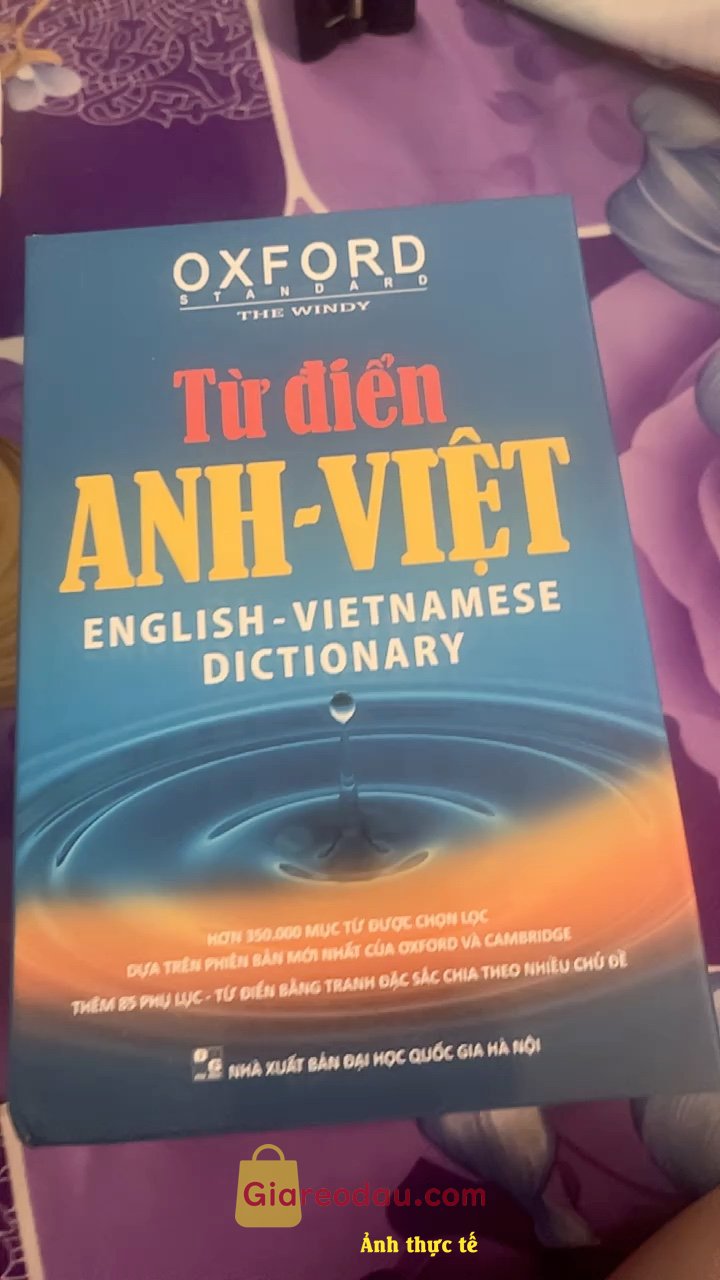 OXFORD
STANDARD
THE WINDY
Từ điển
ANH-VIỆT
ENGLISH-VIETNAMESE
DICTIONARY
HƠN 350.000 MỤC TỪ ĐƯỢC CHỌN LỌC
DỰA TRÊN PHIÊN BẢN MỚI NHẤT CỦA OXFORD VÀ CAMBRIDGE
THÊM 85 PHỤ LỤC - TỪ ĐIỂN BẰNG TRANH ĐẶC SẮC CHIA THEO NHIỀU CHỦ ĐỀ
NHÀ XUẤT BẢN ĐẠI HỌC QUỐC GIA HÀ NỘI
Giareodau.com
Ảnh thực tế